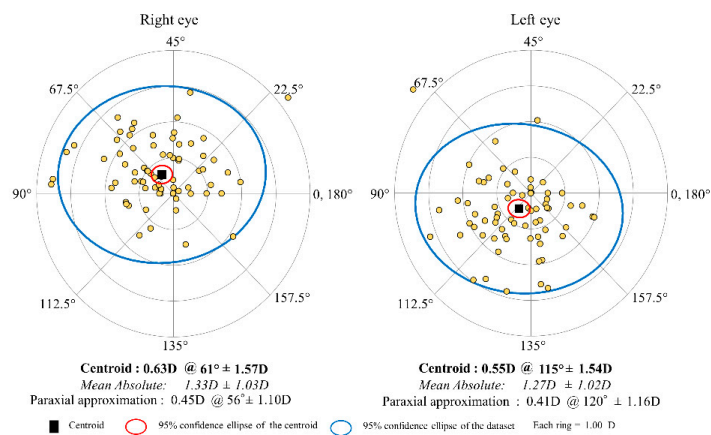 Right eye
45°
67.5°
22.5°
90°
0, 180°
112.5°
157.5°
135°
Centroid : 0.63D @ 61° ± 1.57D
Mean Absolute: 1.33D ± 1.03D
Paraxial approximation : 0.45D @ 56° ± 1.10D
Left eye
45°
67.5°
22.5°
90°
0, 180°
112.5°
157.5°
135°
Centroid : 0.55D @ 115° ± 1.54D
Mean Absolute: 1.27D ± 1.02D
Paraxial approximation : 0.41D @ 120° ± 1.16D
Centroid
95% confidence ellipse of the centroid
95% confidence ellipse of the dataset
Each ring = 1.00 D